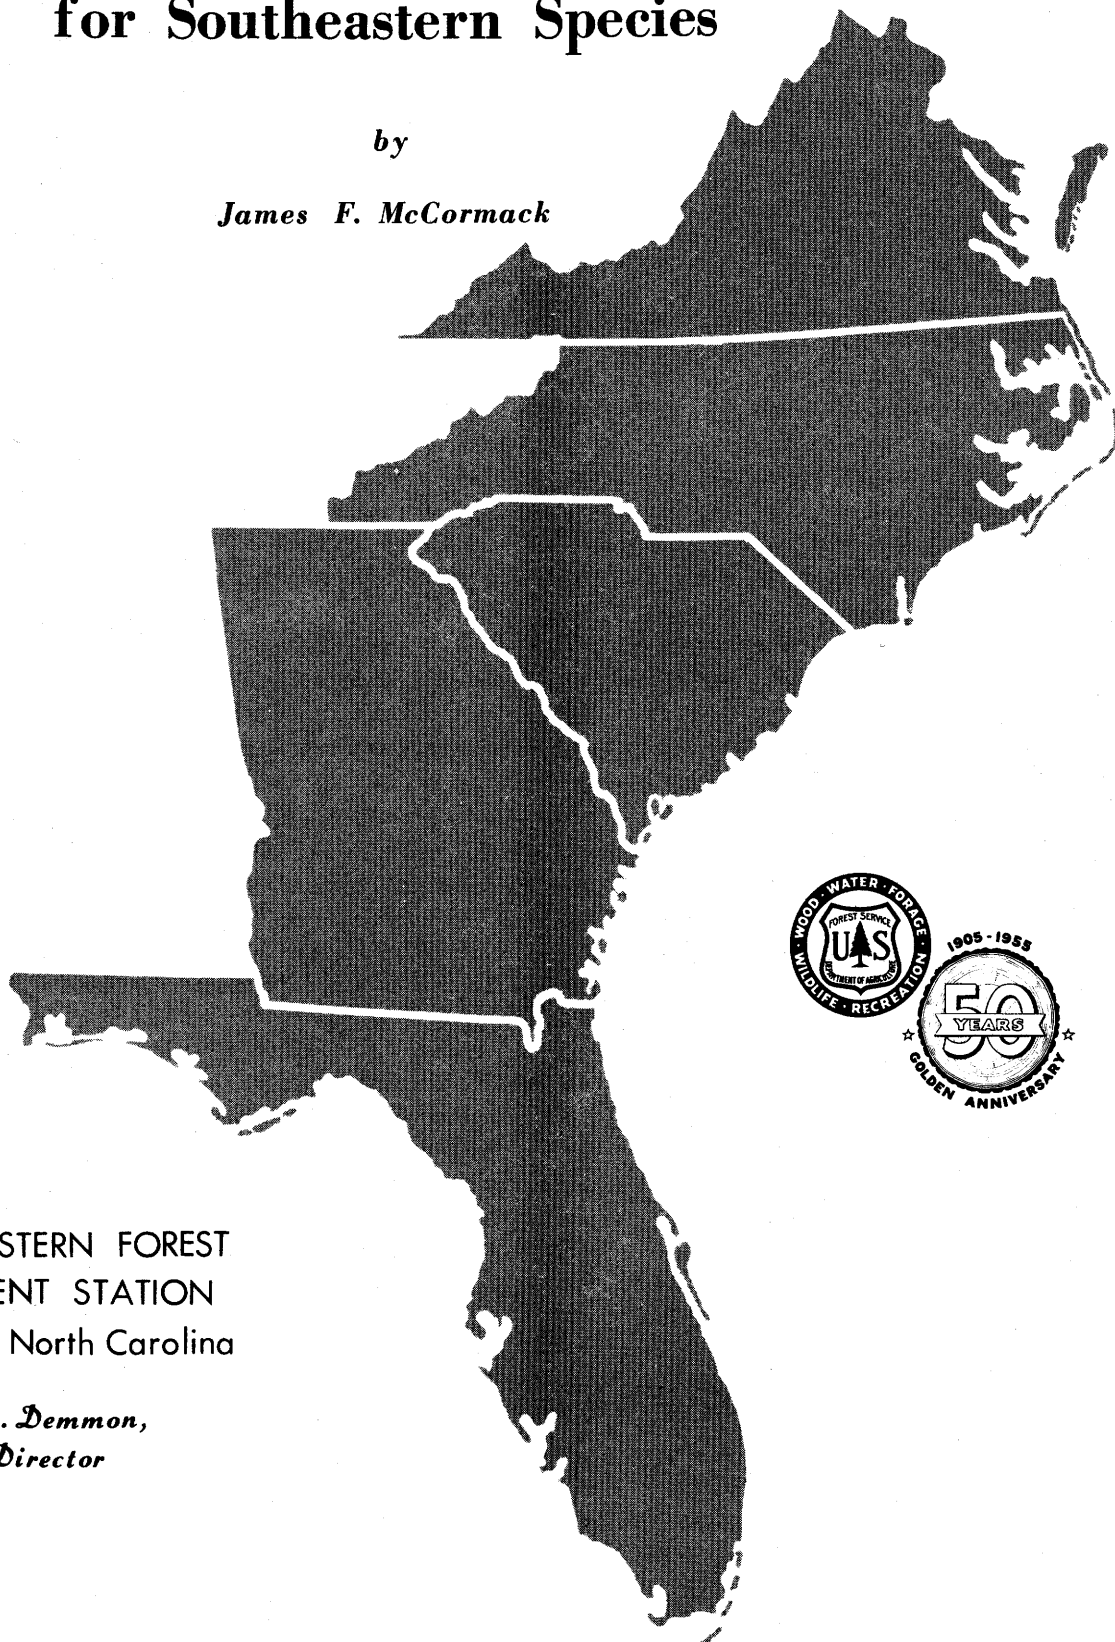 for Southeastern Species
by
James F. McCormack
WOOD · WATER · FORAGE · WILDLIFE · RECREATION
FOREST SERVICE
U S
DEPARTMENT OF AGRICULTURE
1905-1955
50
YEARS
GOLDEN ANNIVERSARY
STERN FOREST
ENT STATION
North Carolina
. Demmon,
Director